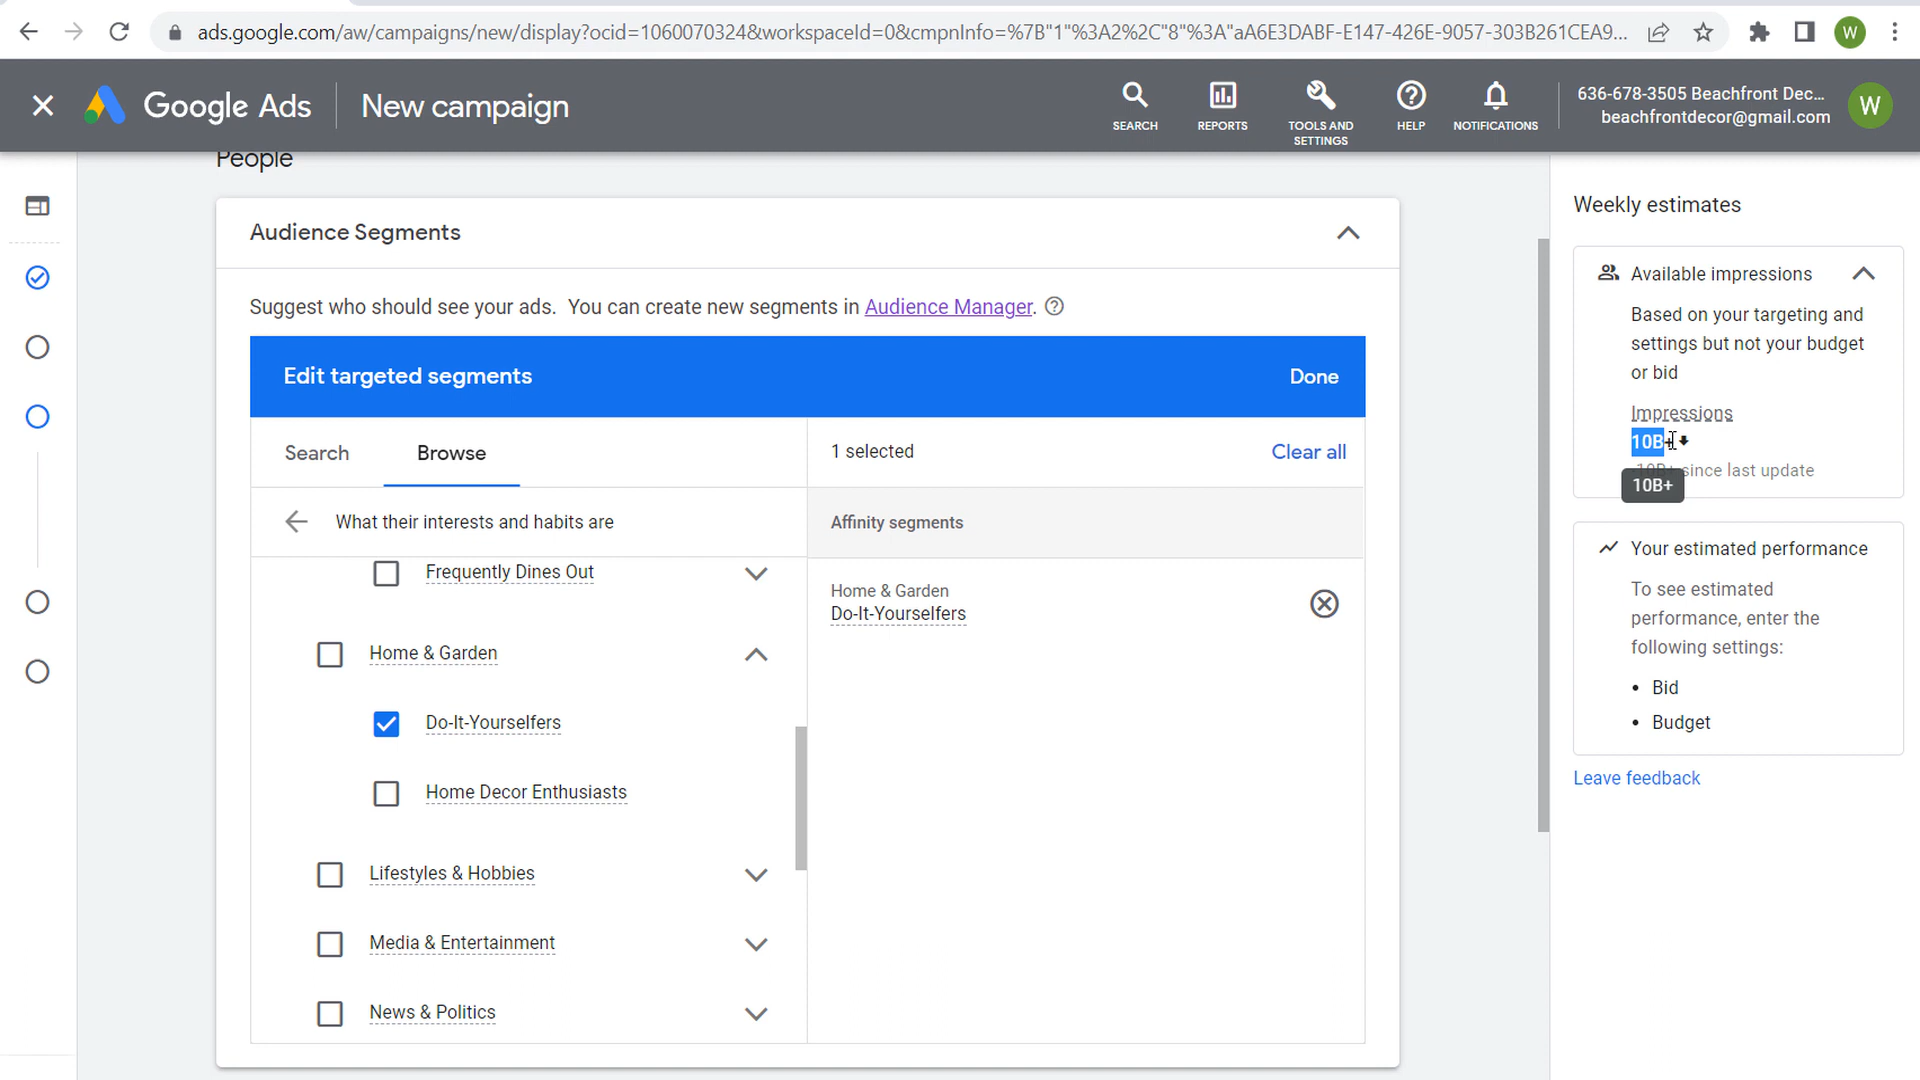 ads.google.com/aw/campaigns/new/display?ocid=1060070324&workspaceId=0&cmpnInfo=%7B"1"%3A2%2C"8"%3A"aA6E3DABF-E147-426E-9057-303B261CEA9...
W
Google Ads
New campaign
SEARCH
REPORTS
TOOLS AND
SETTINGS
HELP
NOTIFICATIONS
636-678-3505 Beachfront Dec...
beachfrontdecor@gmail.com
W
People
Audience Segments
Suggest who should see your ads. You can create new segments in Audience Manager.
Edit targeted segments
Done
Search
Browse
1 selected
Clear all
What their interests and habits are
Affinity segments
Frequently Dines Out
Home & Garden
Do-It-Yourselfers
Home & Garden
Do-It-Yourselfers
Home Decor Enthusiasts
Lifestyles & Hobbies
Media & Entertainment
News & Politics
Weekly estimates
Available impressions
Based on your targeting and
settings but not your budget
or bid
Impressions
10B+
-10B+ since last update
10B+
Your estimated performance
To see estimated
performance, enter the
following settings:
• Bid
• Budget
Leave feedback